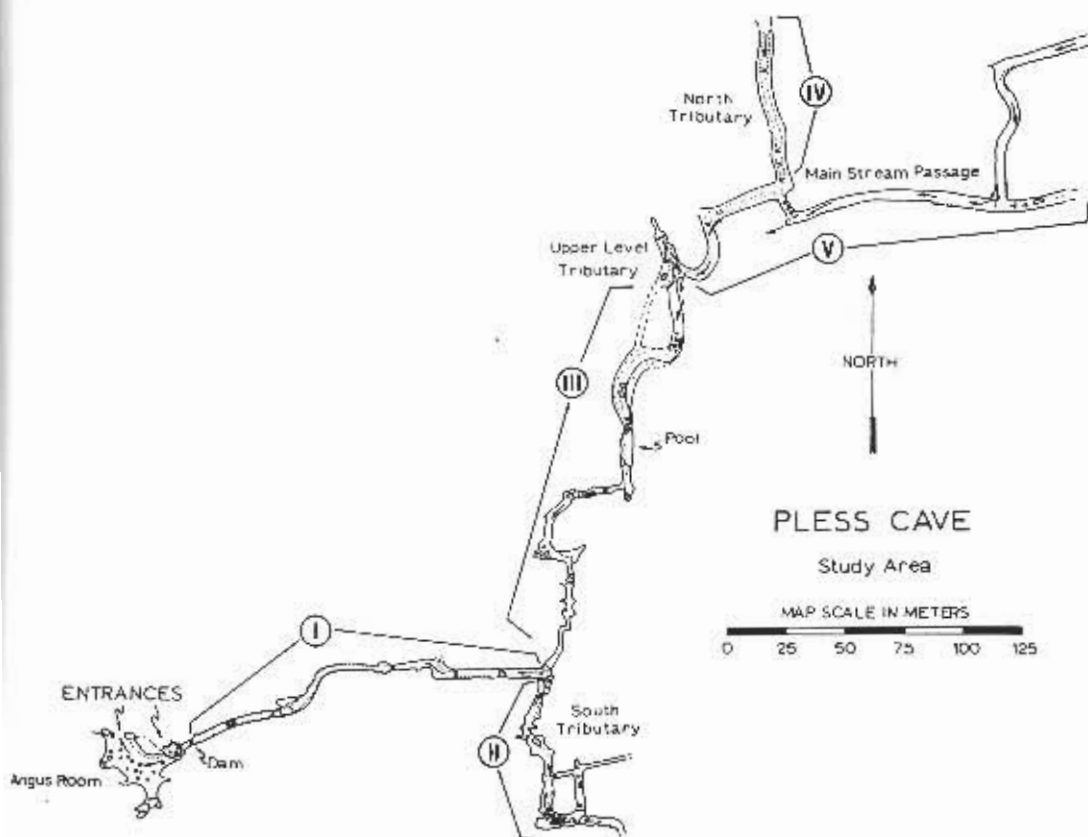 IV
North
Tributary
Main Stream Passage
Upper Level
Tributary
V
III
NORTH
Pool
PLESS CAVE
Study Area
MAP SCALE IN METERS
0 25 50 75 100 125
I
ENTRANCES
South
Tributary
II
Dam
Angus Room